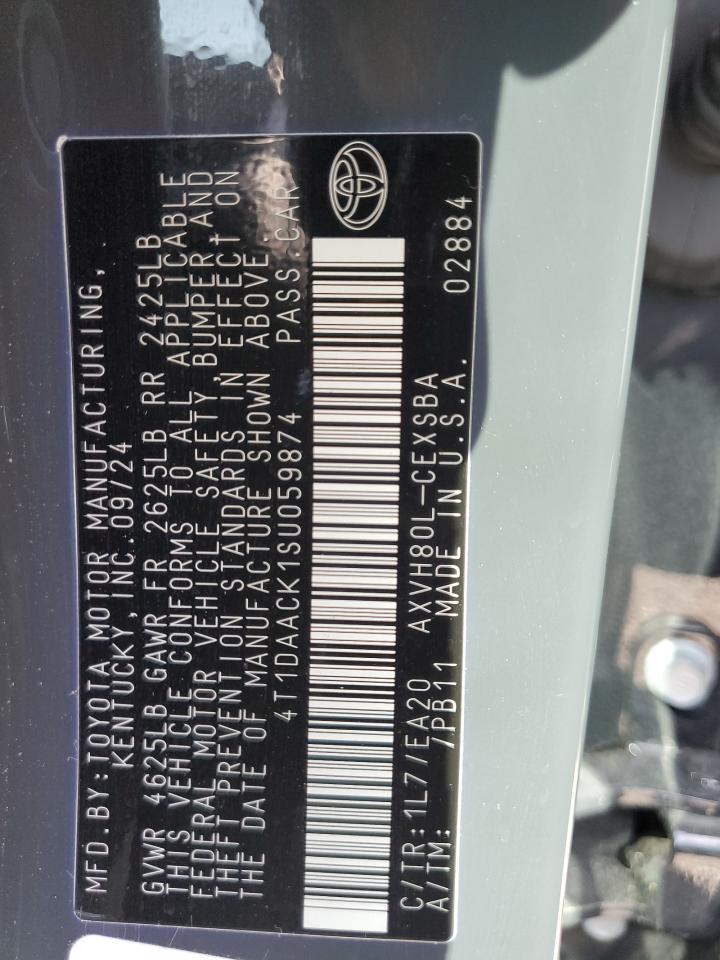 MFD.BY:TOYOTA MOTOR MANUFACTURING,
KENTUCKY, INC.09/24
GVWR 4625LB GAWR FR 2625LB RR 2425LB
THIS VEHICLE CONFORMS TO ALL APPLICABLE
FEDERAL MOTOR VEHICLE SAFETY, BUMPER, AND
THEFT PREVENTION STANDARDS IN EFFECT ON
THE DATE OF MANUFACTURE SHOWN ABOVE.
4T1DAACK1SU059874 PASS.CAR
C/TR:1L7/EA20 AXVH80L-CEXSBA 02884
A/TM: /PB11 MADE IN U.S.A.